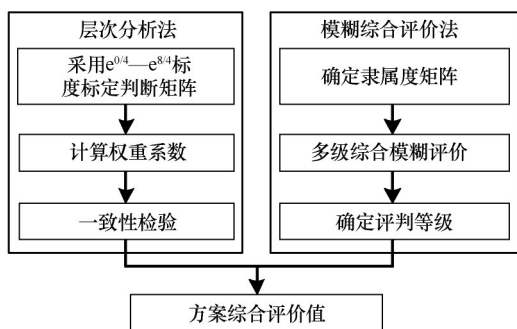 层次分析法
采用e^{0/4}—e^{8/4}标
度标定判断矩阵
计算权重系数
一致性检验
模糊综合评价法
确定隶属度矩阵
多级综合模糊评价
确定评判等级
方案综合评价值